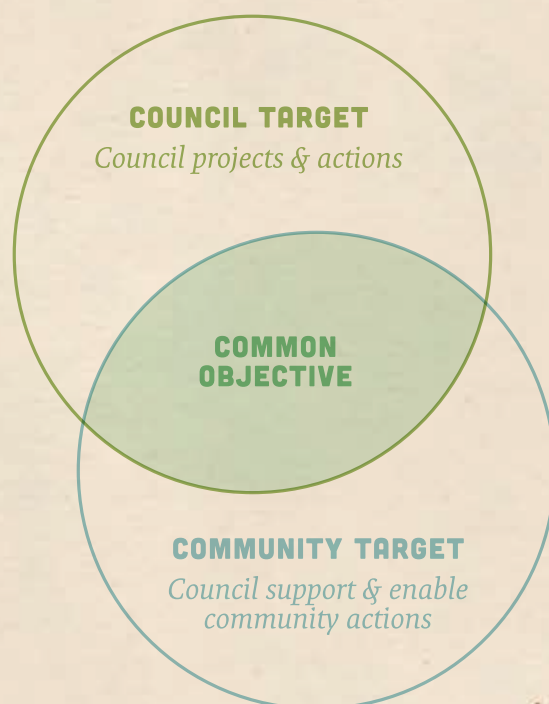 COUNCIL TARGET
Council projects & actions
COMMON
OBJECTIVE
COMMUNITY TARGET
Council support & enable
community actions